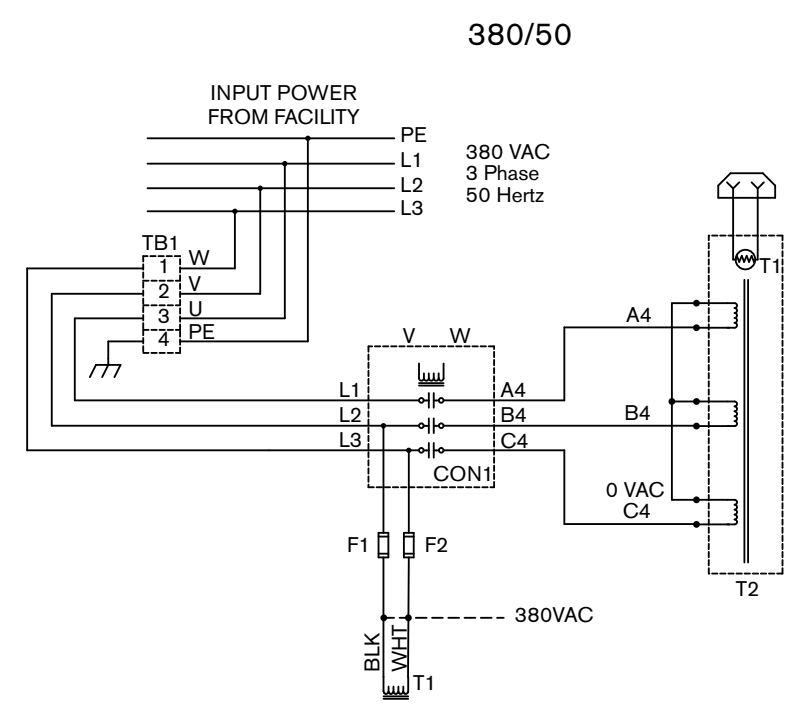 380/50
INPUT POWER
FROM FACILITY
PE
L1
L2
L3
380 VAC
3 Phase
50 Hertz
TB1
1 W
2 V
3 U
4 PE
T1
A4
V W
L1 A4
L2 B4
B4
L3 C4
CON1
0 VAC
C4
F1 F2
T2
380VAC
BLK
WHT
T1